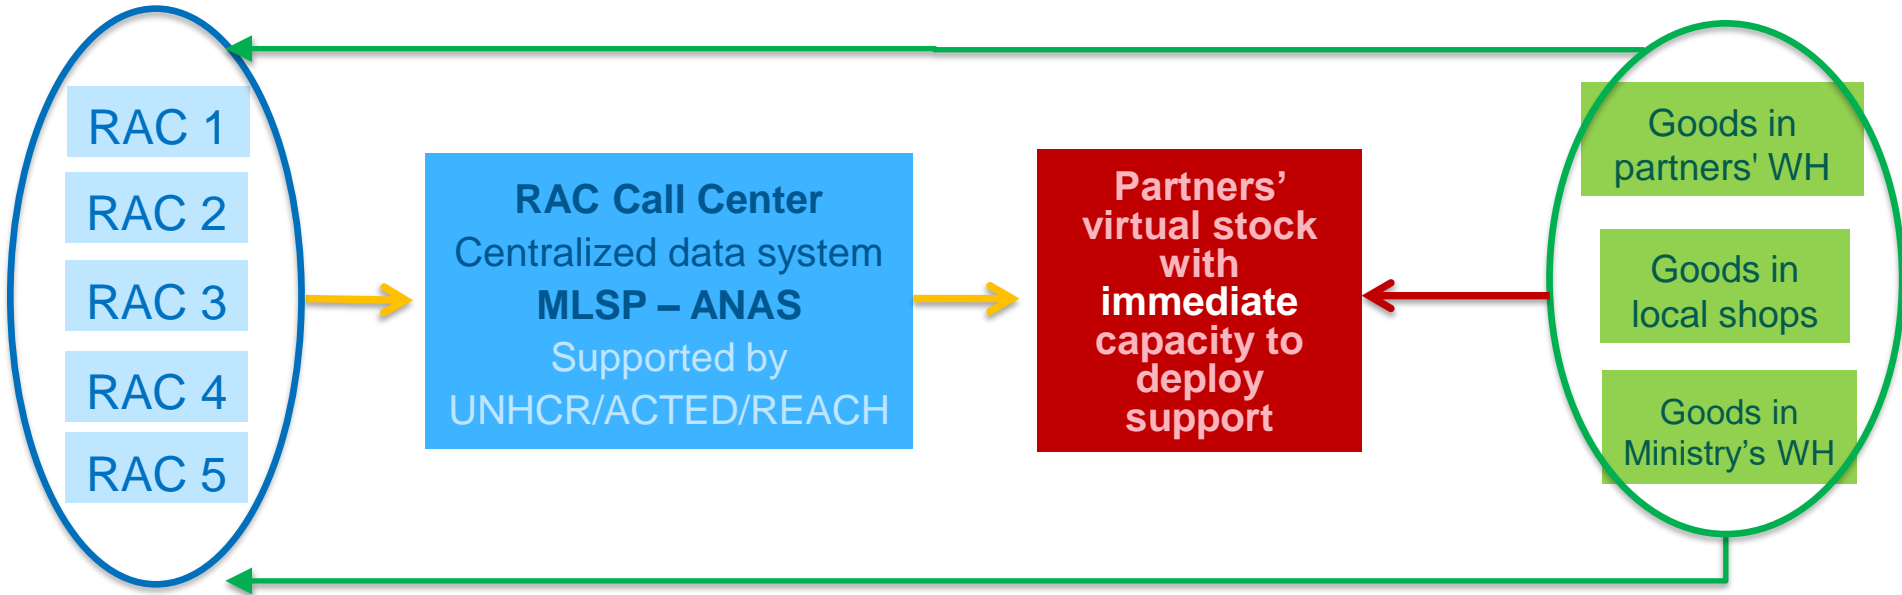 RAC 1
RAC 2
RAC 3
RAC 4
RAC 5
RAC Call Center
Centralized data system
MLSP – ANAS
Supported by
UNHCR/ACTED/REACH
Partners’
virtual stock
with
immediate
capacity to
deploy
support
Goods in
partners' WH
Goods in
local shops
Goods in
Ministry’s WH